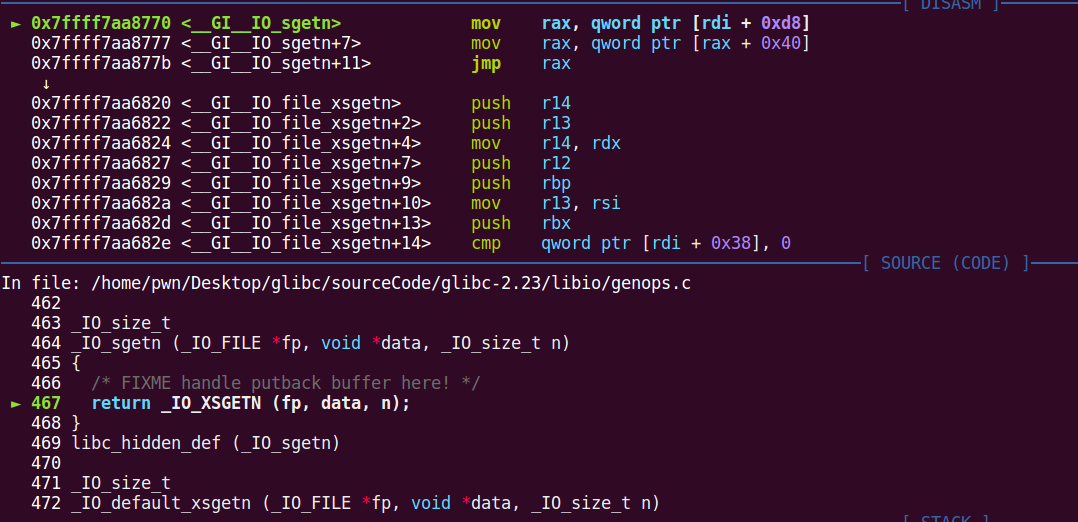 [ DISASM ]
► 0x7ffff7aa8770 <__GI__IO_sgetn> mov rax, qword ptr [rdi + 0xd8]
0x7ffff7aa8777 <__GI__IO_sgetn+7> mov rax, qword ptr [rax + 0x40]
0x7ffff7aa877b <__GI__IO_sgetn+11> jmp rax
↓
0x7ffff7aa6820 <__GI__IO_file_xsgetn> push r14
0x7ffff7aa6822 <__GI__IO_file_xsgetn+2> push r13
0x7ffff7aa6824 <__GI__IO_file_xsgetn+4> mov r14, rdx
0x7ffff7aa6827 <__GI__IO_file_xsgetn+7> push r12
0x7ffff7aa6829 <__GI__IO_file_xsgetn+9> push rbp
0x7ffff7aa682a <__GI__IO_file_xsgetn+10> mov r13, rsi
0x7ffff7aa682d <__GI__IO_file_xsgetn+13> push rbx
0x7ffff7aa682e <__GI__IO_file_xsgetn+14> cmp qword ptr [rdi + 0x38], 0
[ SOURCE (CODE) ]
In file: /home/pwn/Desktop/glibc/sourceCode/glibc-2.23/libio/genops.c
462
463 _IO_size_t
464 _IO_sgetn (_IO_FILE *fp, void *data, _IO_size_t n)
465 {
466 /* FIXME handle putback buffer here! */
► 467 return _IO_XSGETN (fp, data, n);
468 }
469 libc_hidden_def (_IO_sgetn)
470
471 _IO_size_t
472 _IO_default_xsgetn (_IO_FILE *fp, void *data, _IO_size_t n)
[ STACK ]